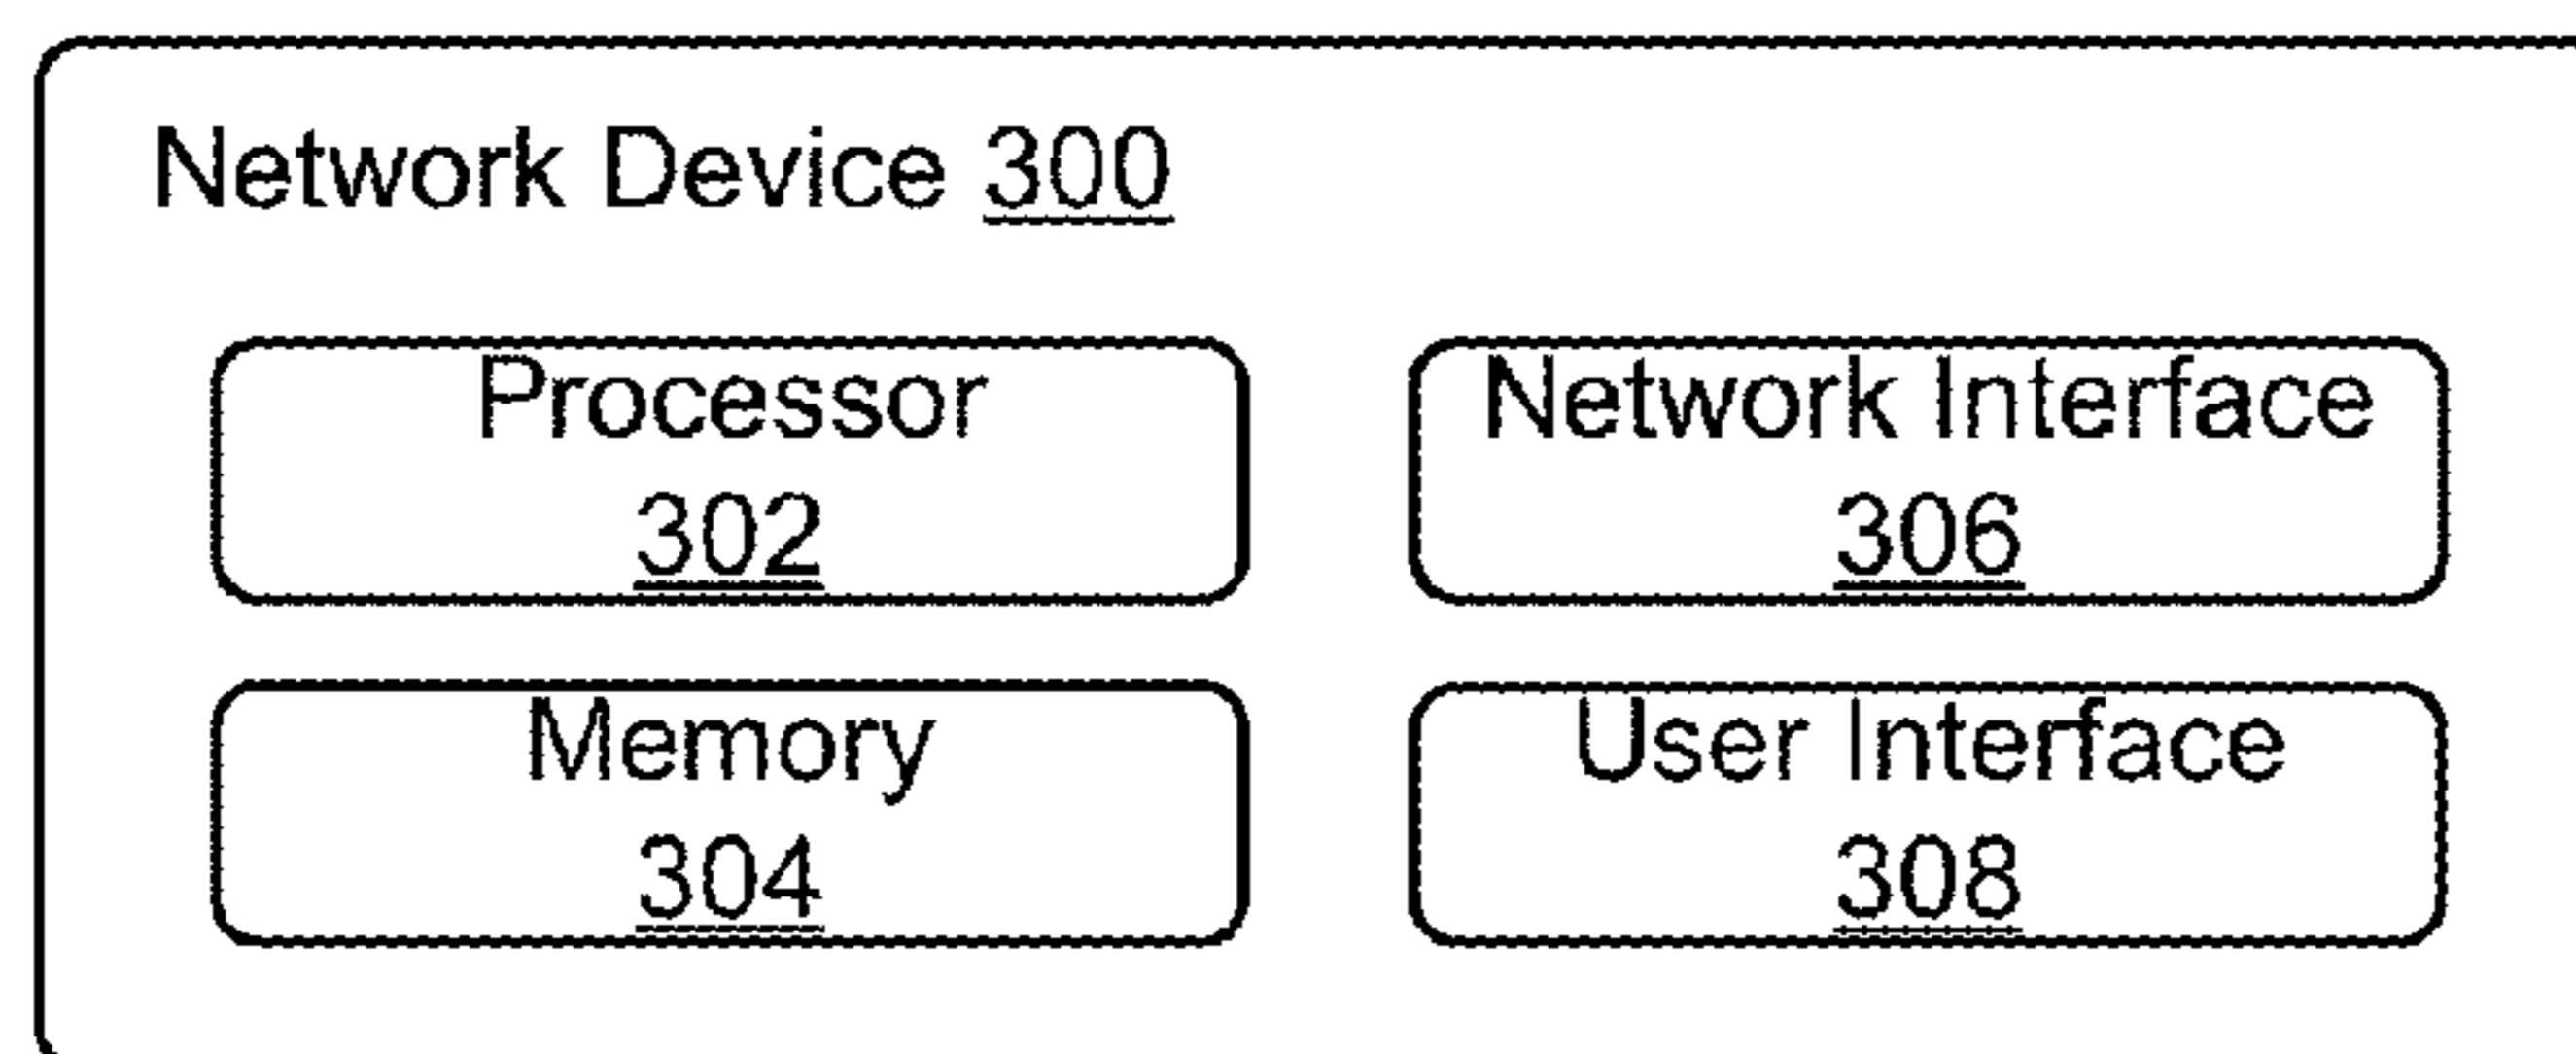 Network Device 300
Processor
302
Network Interface
306
Memory
304
User Interface
308